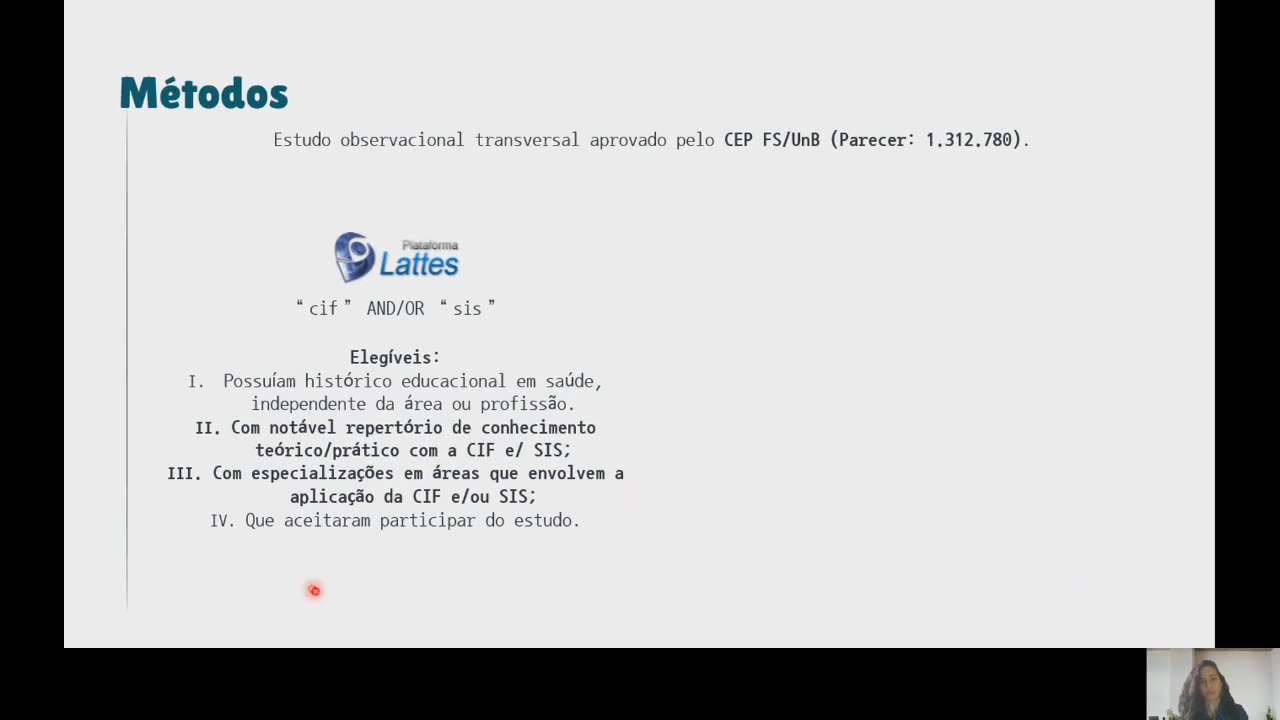 Métodos
Estudo observacional transversal aprovado pelo CEP FS/UnB (Parecer: 1.312.780).
Plataforma
Lattes
“cif” AND/OR “sis”
Elegíveis:
I. Possuíam histórico educacional em saúde,
independente da área ou profissão.
II. Com notável repertório de conhecimento
teórico/prático com a CIF e/ SIS;
III. Com especializações em áreas que envolvem a
aplicação da CIF e/ou SIS;
IV. Que aceitaram participar do estudo.